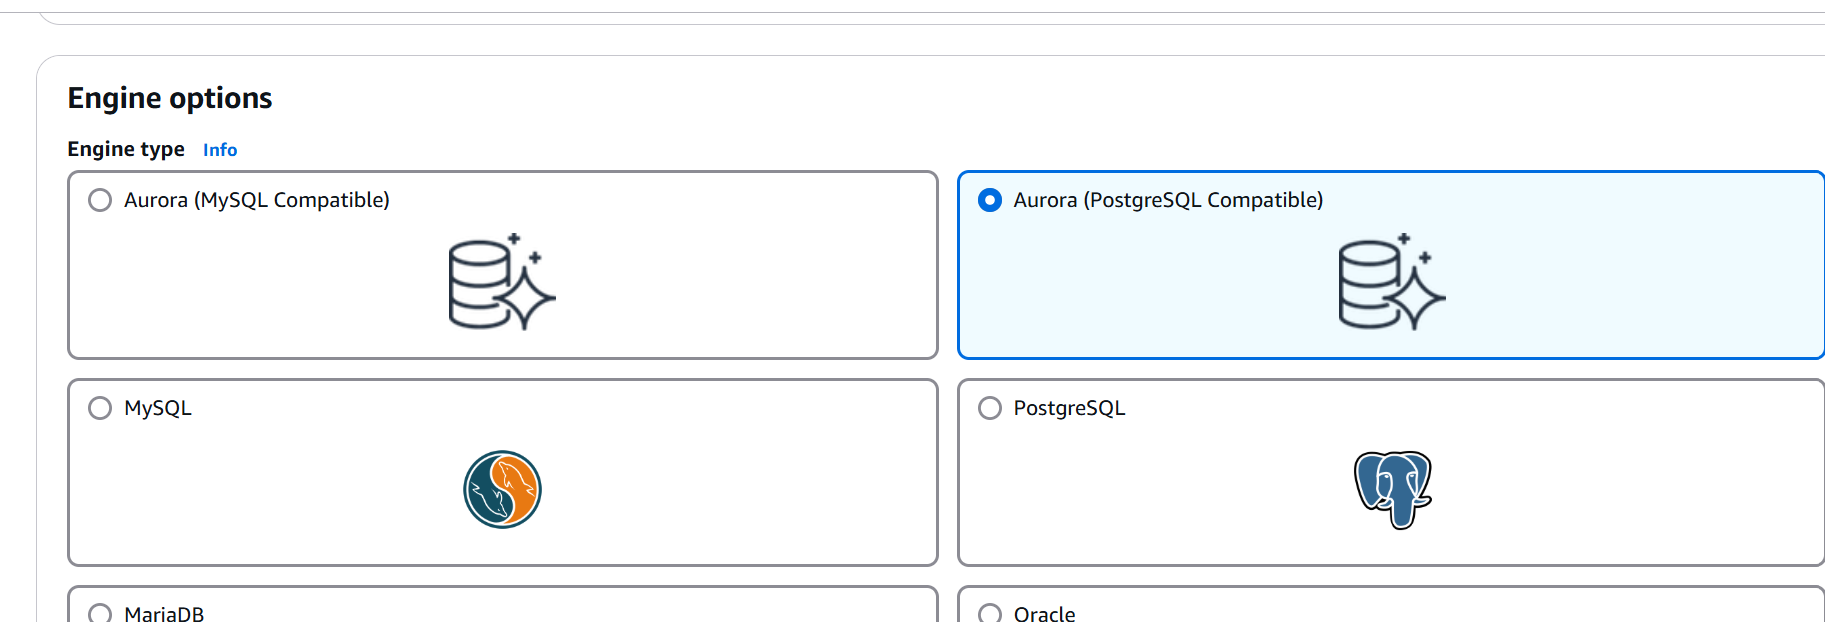 Engine options
Engine type Info
Aurora (MySQL Compatible)
Aurora (PostgreSQL Compatible)
MySQL
PostgreSQL
MariaDB
Oracle